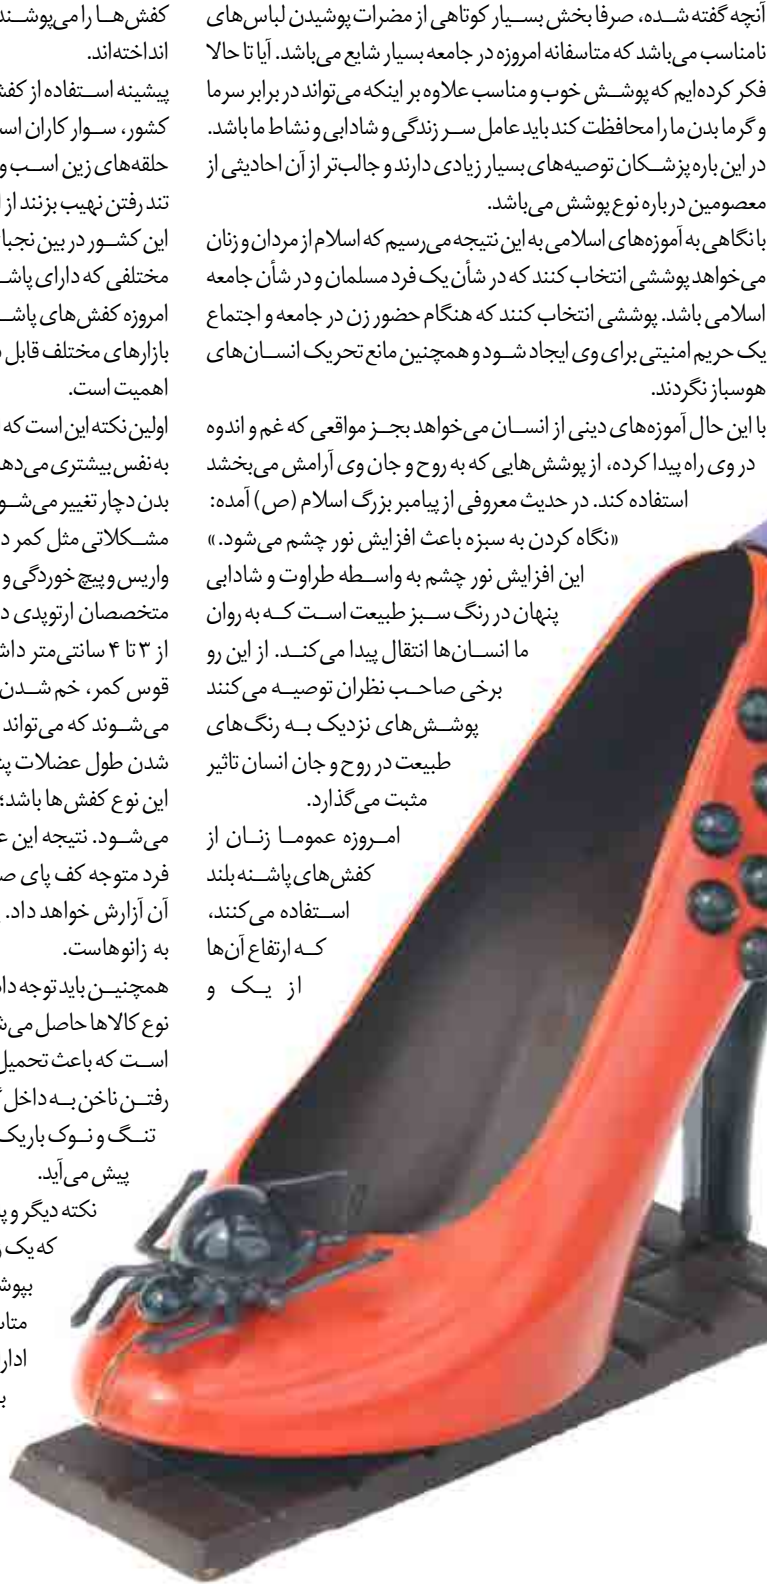 آنچه گفته شده، صرفا بخش بسیار کوتاهی از مضرات پوشیدن لباس‌های
نامناسب می‌باشد که متاسفانه امروزه در جامعه بسیار شایع می‌باشد. آیا تا حالا
فکر کرده‌ایم که پوشش خوب و مناسب علاوه بر اینکه می‌تواند در برابر سرما
و گرما بدن ما را محافظت کند باید عامل سر زندگی و شادابی و نشاط ما باشد.
در این باره پزشکان توصیه‌های بسیار زیادی دارند و جالب‌تر از آن احادیثی از
معصومین درباره نوع پوشش می‌باشد.
با نگاهی به آموزه‌های اسلامی به این نتیجه می‌رسیم که اسلام از مردان و زنان
می‌خواهد پوششی انتخاب کنند که در شأن یک فرد مسلمان و در شأن جامعه
اسلامی باشد. پوششی انتخاب کنند که هنگام حضور زن در جامعه و اجتماع
یک حریم امنیتی برای وی ایجاد شود و همچنین مانع تحریک انسان‌های
هوسباز نگردند.
با این حال آموزه‌های دینی از انسان می‌خواهد بجز مواقعی که غم و اندوه
در وی راه پیدا کرده، از پوشش‌هایی که به روح و جان وی آرامش می‌بخشد
استفاده کند. در حدیث معروفی از پیامبر بزرگ اسلام (ص) آمده:
«نگاه کردن به سبزه باعث افزایش نور چشم می‌شود.»
این افزایش نور چشم به واسطه طراوت و شادابی
پنهان در رنگ سبز طبیعت است که به روان
ما انسان‌ها انتقال پیدا می‌کند. از این رو
برخی صاحب نظران توصیه می‌کنند
پوشش‌های نزدیک به رنگ‌های
طبیعت در روح و جان انسان تاثیر
مثبت می‌گذارد.
امروزه عموما زنان از
کفش‌های پاشنه بلند
استفاده می‌کنند،
که ارتفاع آن‌ها
از یک و
کفش‌ها را می‌پوشند
انداخته‌اند.
پیشینه استفاده از
کشور، سوار کاران
حلقه‌های زین اسب و
تند رفتن نهیب بزنند از
این کشور در بین
مختلفی که دارای
امروزه کفش‌های
بازارهای مختلف قابل
اهمیت است.
اولین نکته این است که
به نفس بیشتری
بدن دچار تغییر
مشکلاتی مثل کمر
واریس و پیچ خوردگی و
متخصصان ارتوپدی
از ۳ تا ۴ سانتی‌متر
قوس کمر، خم شدن
می‌شوند که می‌تواند
شدن طول عضلات
این نوع کفش‌ها باشد؛
می‌شود. نتیجه این
فرد متوجه کف پای
آن آزارش خواهد داد.
به زانوهاست.
همچنین باید توجه
نوع کالاها حاصل
است که باعث تحمیل
رفتن ناخن به داخل
تنگ و نوک باریک
پیش می‌آید.
نکته دیگر و
که یک